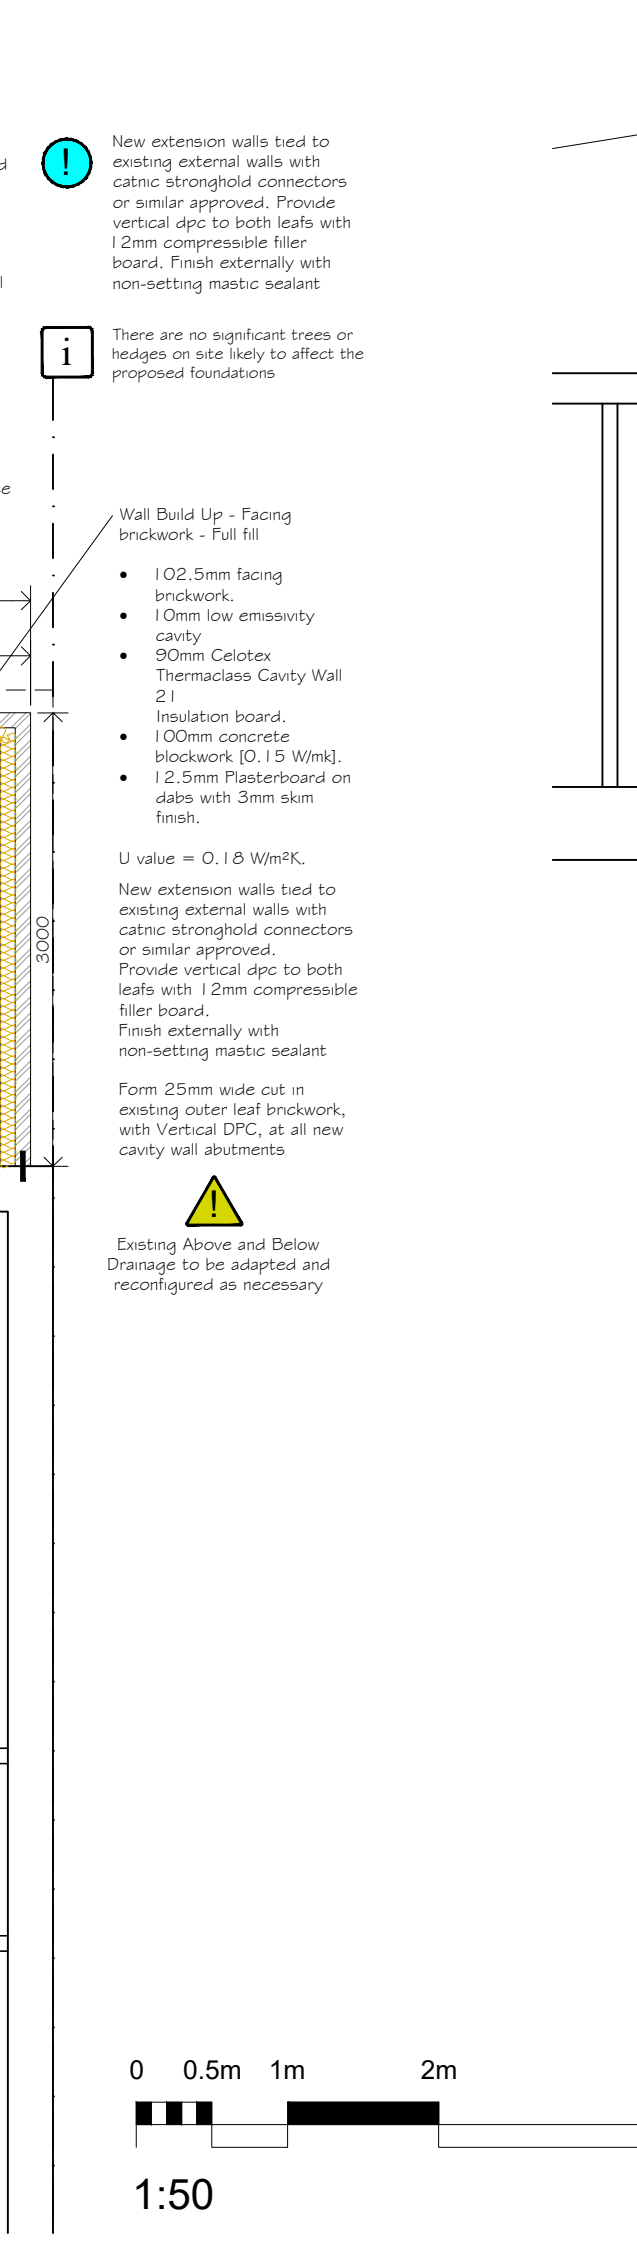 d
!
New extension walls tied to
existing external walls with
catnic stronghold connectors
or similar approved. Provide
vertical dpc to both leafs with
12mm compressible filler
board. Finish externally with
non-setting mastic sealant
l
i
There are no significant trees or
hedges on site likely to affect the
proposed foundations
e
Wall Build Up - Facing
brickwork - Full fill
• 102.5mm facing
brickwork.
• 10mm low emissivity
cavity
• 90mm Celotex
Thermaclass Cavity Wall
21
Insulation board.
• 100mm concrete
blockwork [0.15 W/mk].
• 12.5mm Plasterboard on
dabs with 3mm skim
finish.
U value = 0.18 W/m²K.
New extension walls tied to
existing external walls with
catnic stronghold connectors
or similar approved.
Provide vertical dpc to both
leafs with 12mm compressible
filler board.
Finish externally with
non-setting mastic sealant
3000
Form 25mm wide cut in
existing outer leaf brickwork,
with Vertical DPC, at all new
cavity wall abutments
!
Existing Above and Below
Drainage to be adapted and
reconfigured as necessary
0 0.5m 1m 2m
1:50